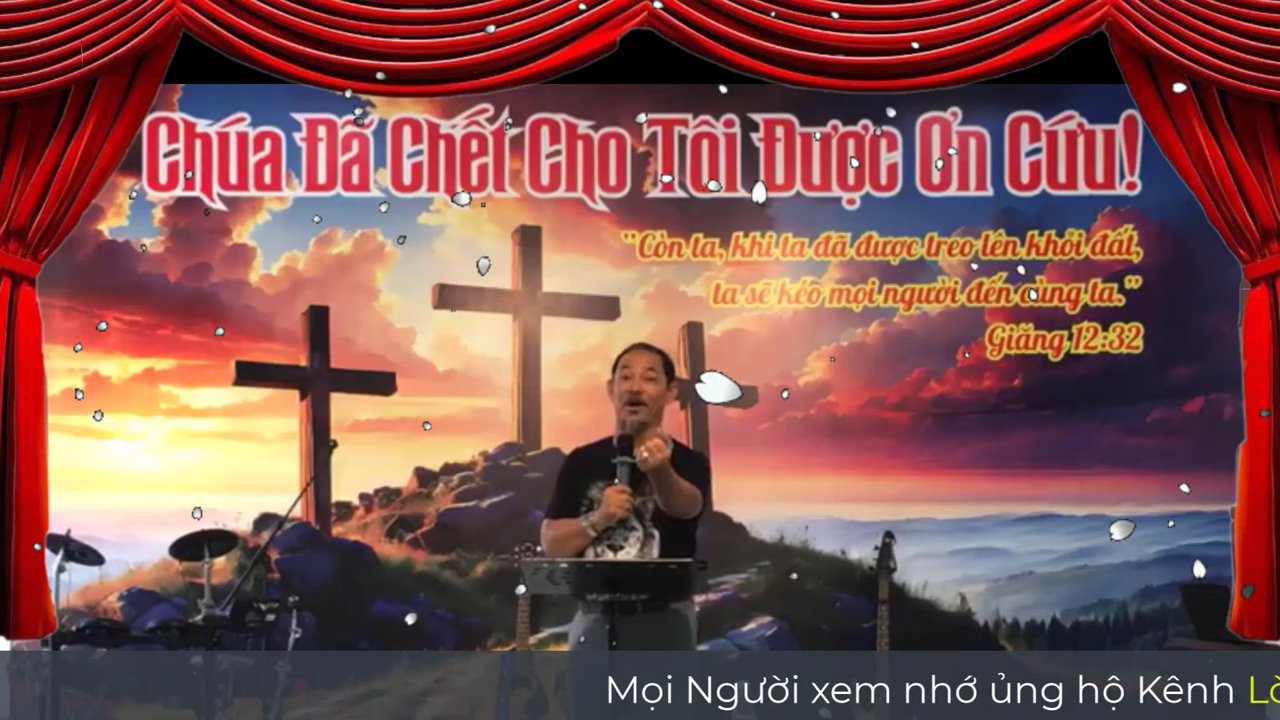 Chúa Đã Chết Cho Tôi Được Ơn Cứu!
"Còn ta, khi ta đã được treo lên khỏi đất,
ta sẽ kéo mọi người đến cùng ta."
Giăng 12:32
Mọi Người xem nhớ ủng hộ Kênh